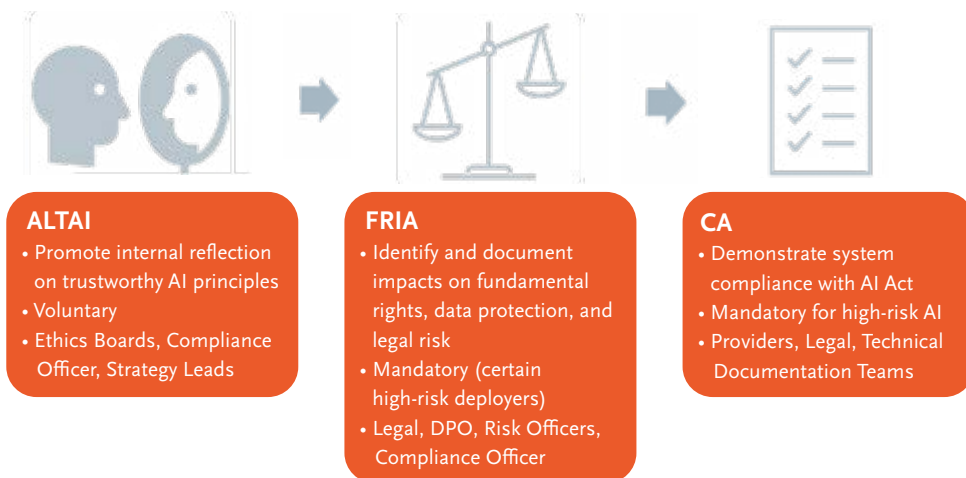 ALTAI
• Promote internal reflection
on trustworthy AI principles
• Voluntary
• Ethics Boards, Compliance
Officer, Strategy Leads
FRIA
• Identify and document
impacts on fundamental
rights, data protection, and
legal risk
• Mandatory (certain
high-risk deployers)
• Legal, DPO, Risk Officers,
Compliance Officer
CA
• Demonstrate system
compliance with AI Act
• Mandatory for high-risk AI
• Providers, Legal, Technical
Documentation Teams